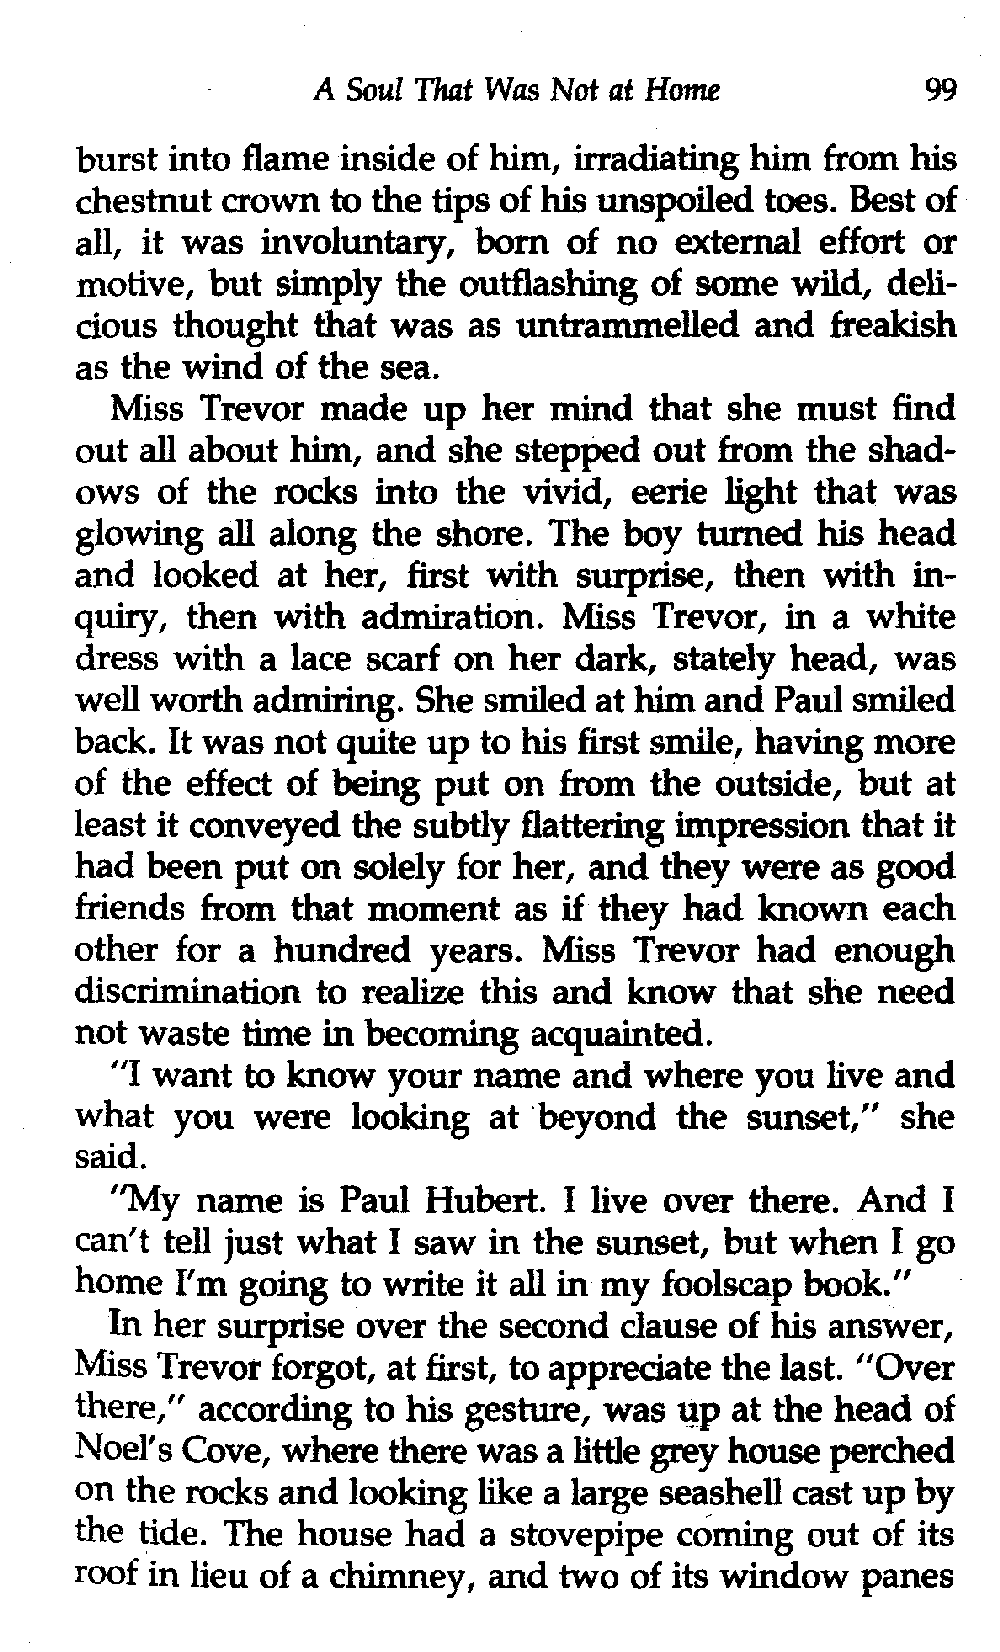 A Soul That Was Not at Home 99
burst into flame inside of him, irradiating him from his
chestnut crown to the tips of his unspoiled toes. Best of
all, it was involuntary, born of no external effort or
motive, but simply the outflashing of some wild, deli-
cious thought that was as untrammelled and freakish
as the wind of the sea.
Miss Trevor made up her mind that she must find
out all about him, and she stepped out from the shad-
ows of the rocks into the vivid, eerie light that was
glowing all along the shore. The boy turned his head
and looked at her, first with surprise, then with in-
quiry, then with admiration. Miss Trevor, in a white
dress with a lace scarf on her dark, stately head, was
well worth admiring. She smiled at him and Paul smiled
back. It was not quite up to his first smile, having more
of the effect of being put on from the outside, but at
least it conveyed the subtly flattering impression that it
had been put on solely for her, and they were as good
friends from that moment as if they had known each
other for a hundred years. Miss Trevor had enough
discrimination to realize this and know that she need
not waste time in becoming acquainted.
"I want to know your name and where you live and
what you were looking at beyond the sunset," she
said.
"My name is Paul Hubert. I live over there. And I
can't tell just what I saw in the sunset, but when I go
home I'm going to write it all in my foolscap book."
In her surprise over the second clause of his answer,
Miss Trevor forgot, at first, to appreciate the last. "Over
there," according to his gesture, was up at the head of
Noel's Cove, where there was a little grey house perched
on the rocks and looking like a large seashell cast up by
the tide. The house had a stovepipe coming out of its
roof in lieu of a chimney, and two of its window panes